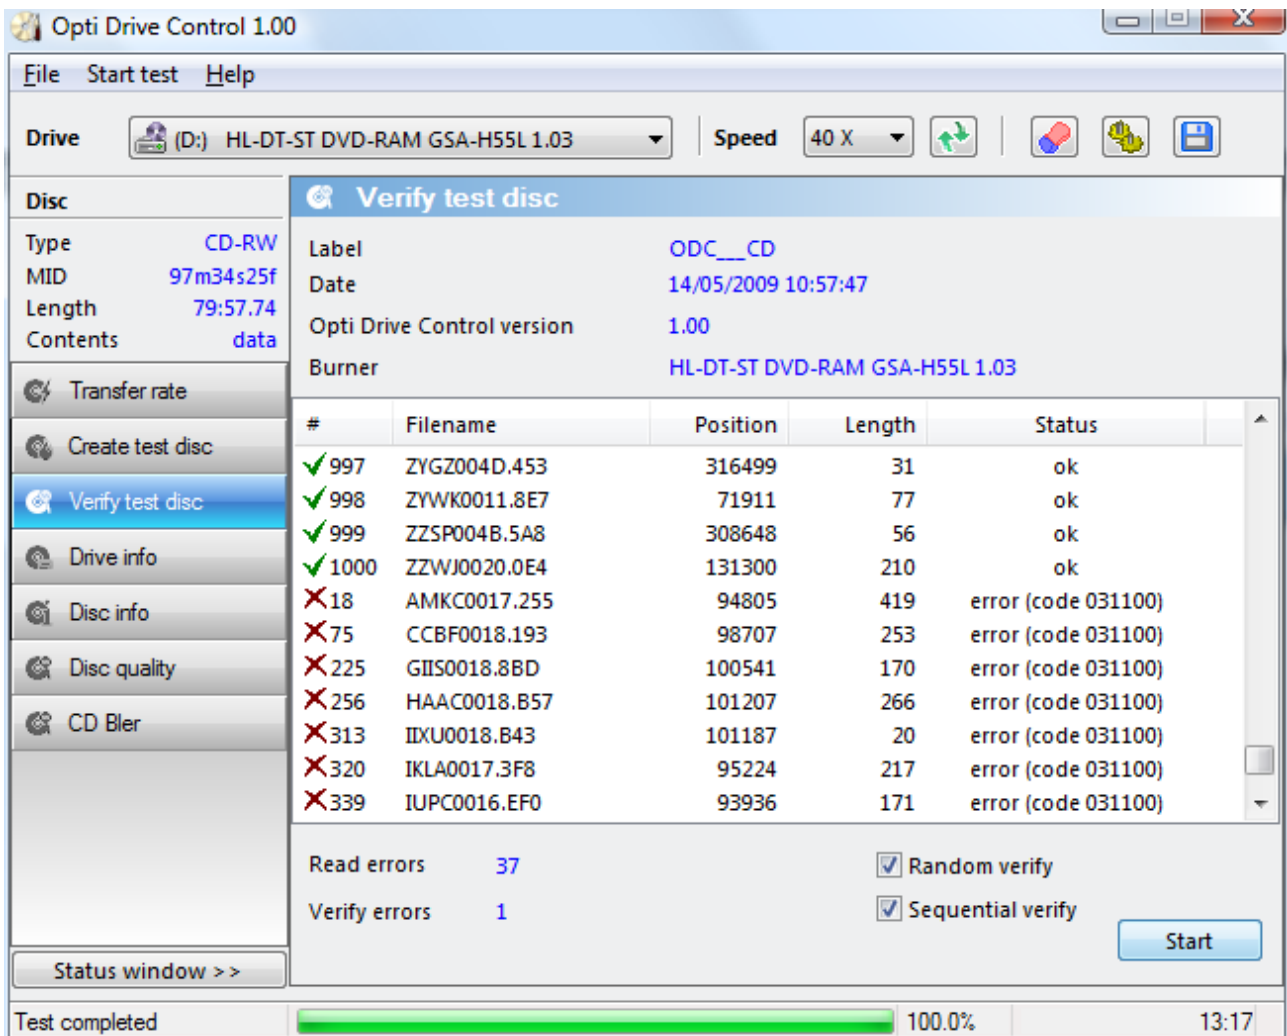 Opti Drive Control 1.00
File Start test Help
Drive (D:) HL-DT-ST DVD-RAM GSA-H55L 1.03 Speed 40 X
Disc
Type CD-RW
MID 97m34s25f
Length 79:57.74
Contents data
Transfer rate
Create test disc
Verify test disc
Drive info
Disc info
Disc quality
CD Bler
Status window >>
Verify test disc
Label ODC___CD
Date 14/05/2009 10:57:47
Opti Drive Control version 1.00
Burner HL-DT-ST DVD-RAM GSA-H55L 1.03
# Filename Position Length Status
997 ZYGZ004D.453 316499 31 ok
998 ZYWK0011.8E7 71911 77 ok
999 ZZSP004B.5A8 308648 56 ok
1000 ZZWJ0020.0E4 131300 210 ok
18 AMKC0017.255 94805 419 error (code 031100)
75 CCBF0018.193 98707 253 error (code 031100)
225 GIIS0018.8BD 100541 170 error (code 031100)
256 HAAC0018.B57 101207 266 error (code 031100)
313 IIXU0018.B43 101187 20 error (code 031100)
320 IKLA0017.3F8 95224 217 error (code 031100)
339 IUPC0016.EF0 93936 171 error (code 031100)
Read errors 37
Random verify
Verify errors 1
Sequential verify
Start
Test completed 100.0% 13:17